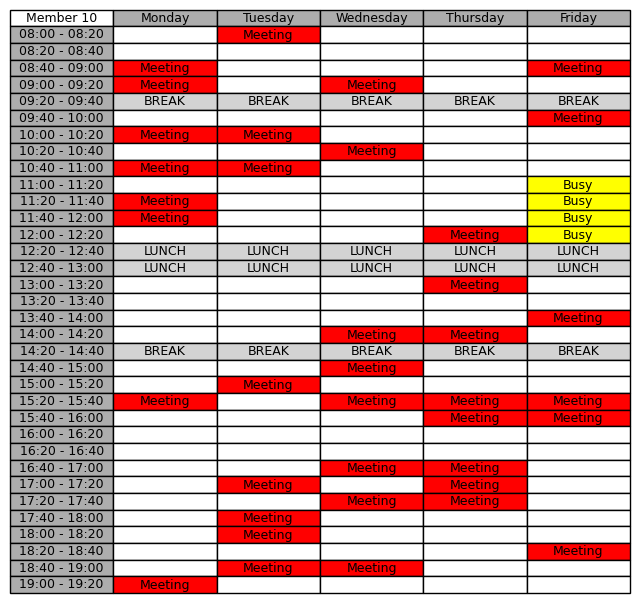 Member 10 Monday Tuesday Wednesday Thursday Friday
08:00 - 08:20 Meeting
08:20 - 08:40
08:40 - 09:00 Meeting Meeting
09:00 - 09:20 Meeting Meeting
09:20 - 09:40 BREAK BREAK BREAK BREAK BREAK
09:40 - 10:00 Meeting
10:00 - 10:20 Meeting Meeting
10:20 - 10:40 Meeting
10:40 - 11:00 Meeting Meeting
11:00 - 11:20 Busy
11:20 - 11:40 Meeting Busy
11:40 - 12:00 Meeting Busy
12:00 - 12:20 Meeting Busy
12:20 - 12:40 LUNCH LUNCH LUNCH LUNCH LUNCH
12:40 - 13:00 LUNCH LUNCH LUNCH LUNCH LUNCH
13:00 - 13:20 Meeting
13:20 - 13:40
13:40 - 14:00 Meeting
14:00 - 14:20 Meeting Meeting
14:20 - 14:40 BREAK BREAK BREAK BREAK BREAK
14:40 - 15:00 Meeting
15:00 - 15:20 Meeting
15:20 - 15:40 Meeting Meeting Meeting Meeting
15:40 - 16:00 Meeting Meeting
16:00 - 16:20
16:20 - 16:40
16:40 - 17:00 Meeting Meeting
17:00 - 17:20 Meeting Meeting
17:20 - 17:40 Meeting Meeting
17:40 - 18:00 Meeting
18:00 - 18:20 Meeting
18:20 - 18:40 Meeting
18:40 - 19:00 Meeting Meeting
19:00 - 19:20 Meeting